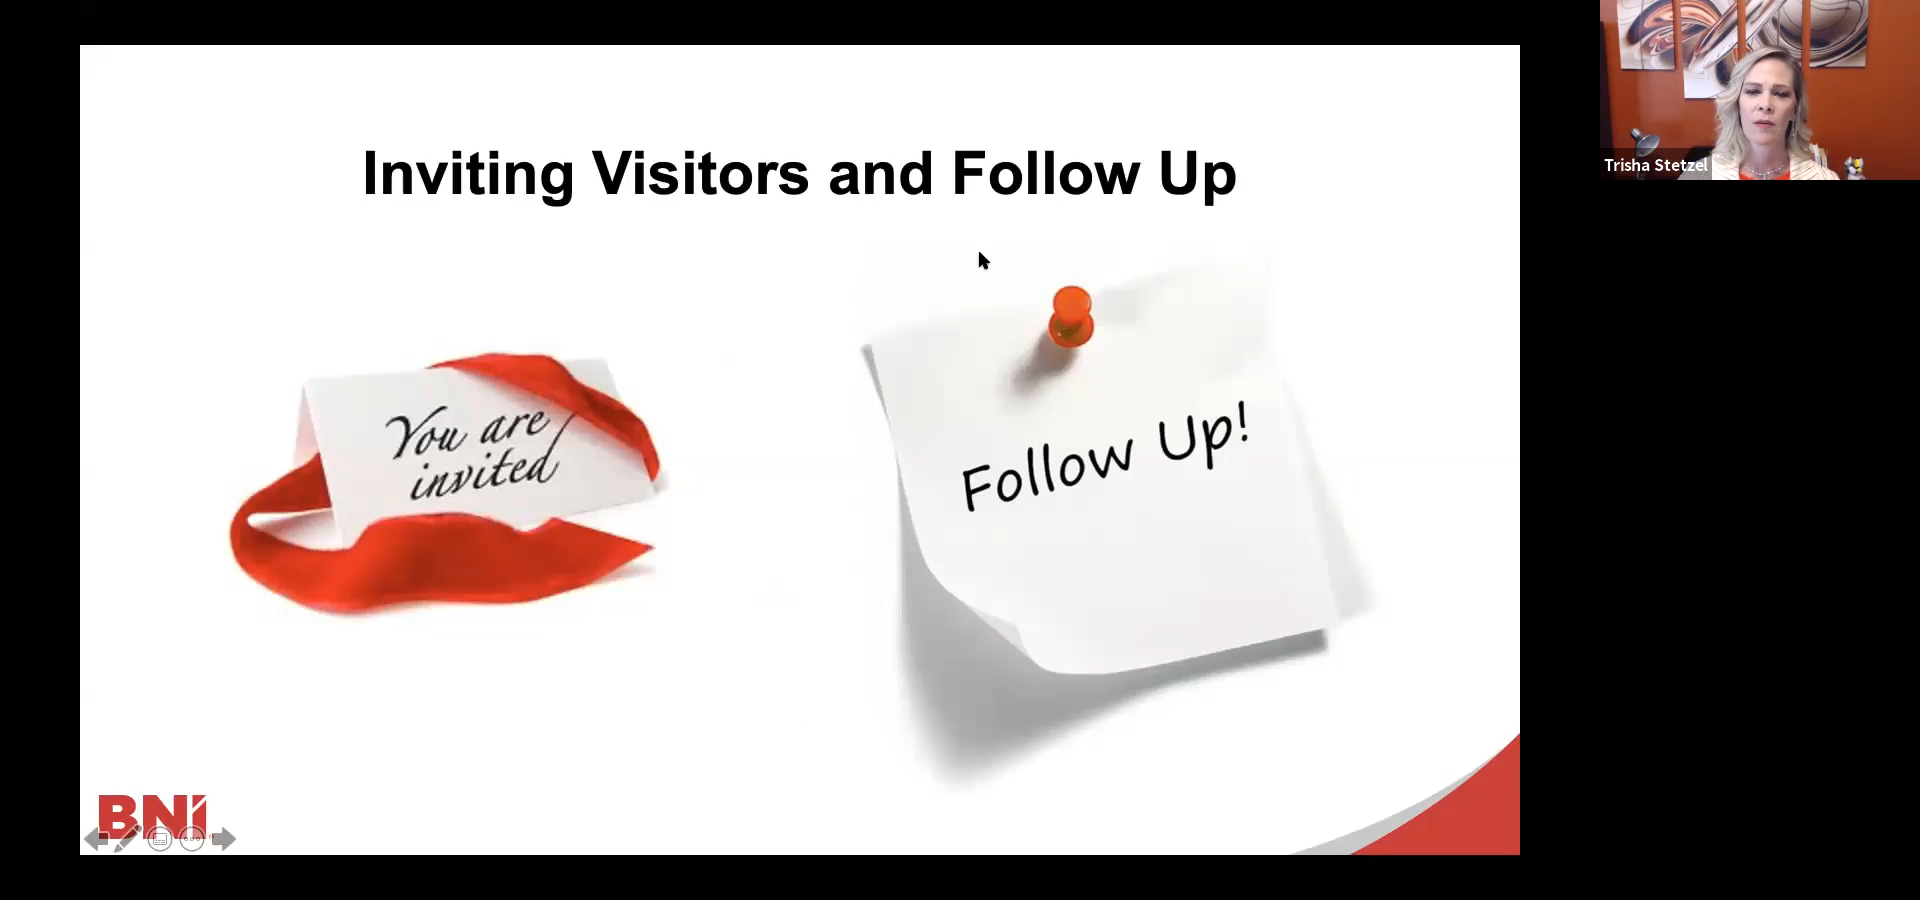 Inviting Visitors and Follow Up
You are
invited
Follow Up!
BNI
Trisha Stetzel